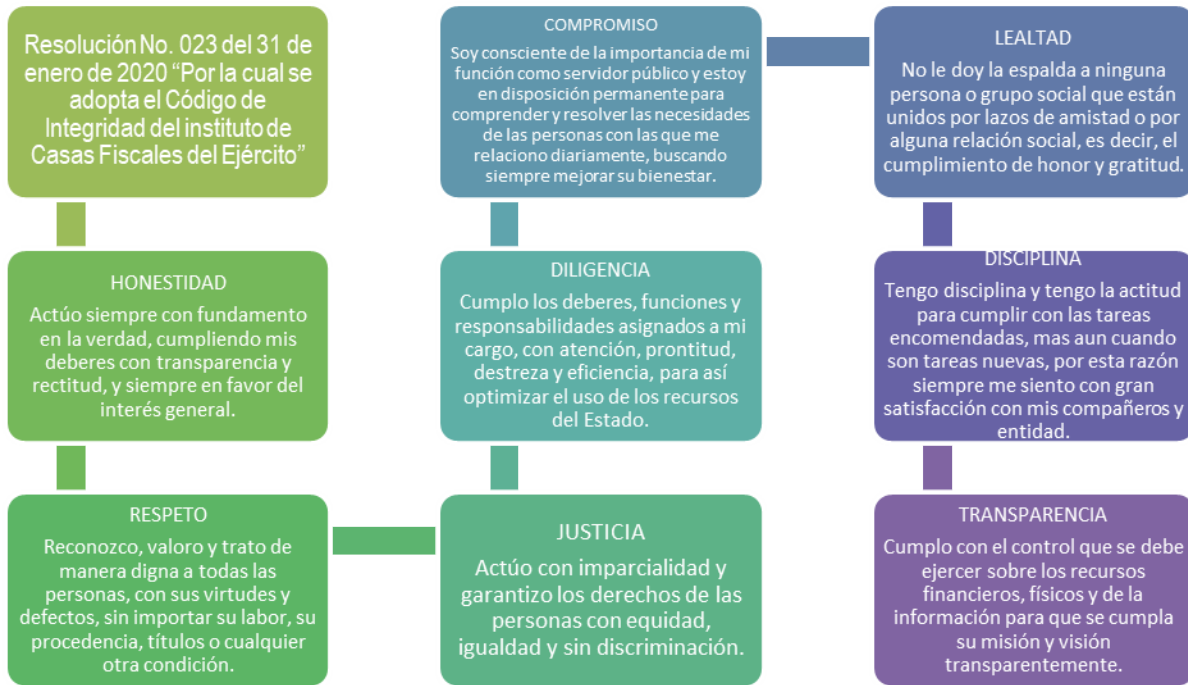 Resolución No. 023 del 31 de
enero de 2020 “Por la cual se
adopta el Código de
Integridad del instituto de
Casas Fiscales del Ejército”
HONESTIDAD
Actúo siempre con fundamento
en la verdad, cumpliendo mis
deberes con transparencia y
rectitud, y siempre en favor del
interés general.
RESPETO
Reconozco, valoro y trato de
manera digna a todas las
personas, con sus virtudes y
defectos, sin importar su labor, su
procedencia, títulos o cualquier
otra condición.
JUSTICIA
Actúo con imparcialidad y
garantizo los derechos de las
personas con equidad,
igualdad y sin discriminación.
DILIGENCIA
Cumplo los deberes, funciones y
responsabilidades asignados a mi
cargo, con atención, prontitud,
destreza y eficiencia, para así
optimizar el uso de los recursos
del Estado.
COMPROMISO
Soy consciente de la importancia de mi
función como servidor público y estoy
en disposición permanente para
comprender y resolver las necesidades
de las personas con las que me
relaciono diariamente, buscando
siempre mejorar su bienestar.
LEALTAD
No le doy la espalda a ninguna
persona o grupo social que están
unidos por lazos de amistad o por
alguna relación social, es decir, el
cumplimiento de honor y gratitud.
DISCIPLINA
Tengo disciplina y tengo la actitud
para cumplir con las tareas
encomendadas, mas aun cuando
son tareas nuevas, por esta razón
siempre me siento con gran
satisfacción con mis compañeros y
entidad.
TRANSPARENCIA
Cumplo con el control que se debe
ejercer sobre los recursos
financieros, físicos y de la
información para que se cumpla
su misión y visión
transparentemente.